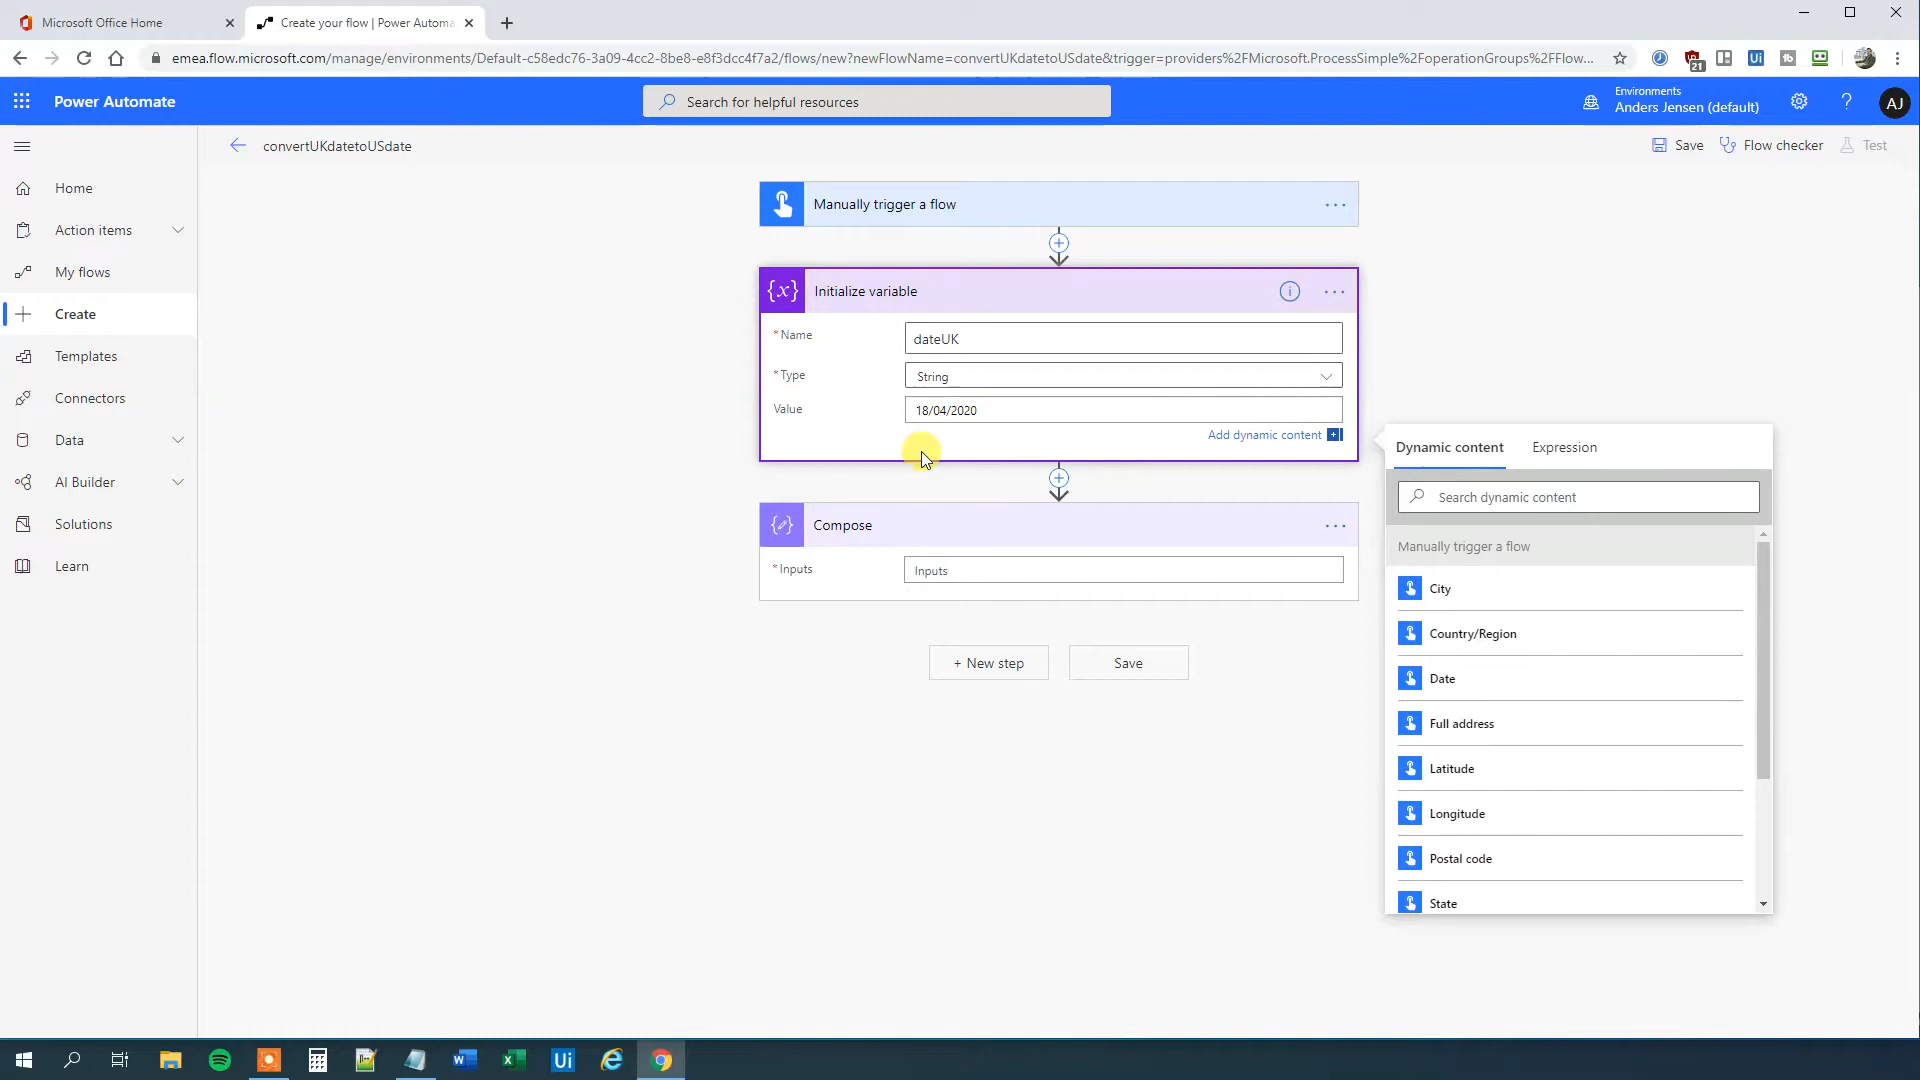 Microsoft Office Home
Create your flow | Power Automa
emea.flow.microsoft.com/manage/environments/Default-c58edc76-3a09-4cc2-8be8-e8f3dcc4f7a2/flows/new?newFlowName=convertUKdatetoUSdate&trigger=providers%2FMicrosoft.ProcessSimple%2FoperationGroups%2FFlow...
21
Ui
tb
Power Automate
Search for helpful resources
Environments
Anders Jensen (default)
?
AJ
convertUKdatetoUSdate
Save
Flow checker
Test
Home
Action items
My flows
Create
Templates
Connectors
Data
AI Builder
Solutions
Learn
Manually trigger a flow
{x}
Initialize variable
* Name
dateUK
* Type
String
Value
18/04/2020
Add dynamic content
Compose
* Inputs
Inputs
+ New step
Save
Dynamic content
Expression
Search dynamic content
Manually trigger a flow
City
Country/Region
Date
Full address
Latitude
Longitude
Postal code
State
Ui